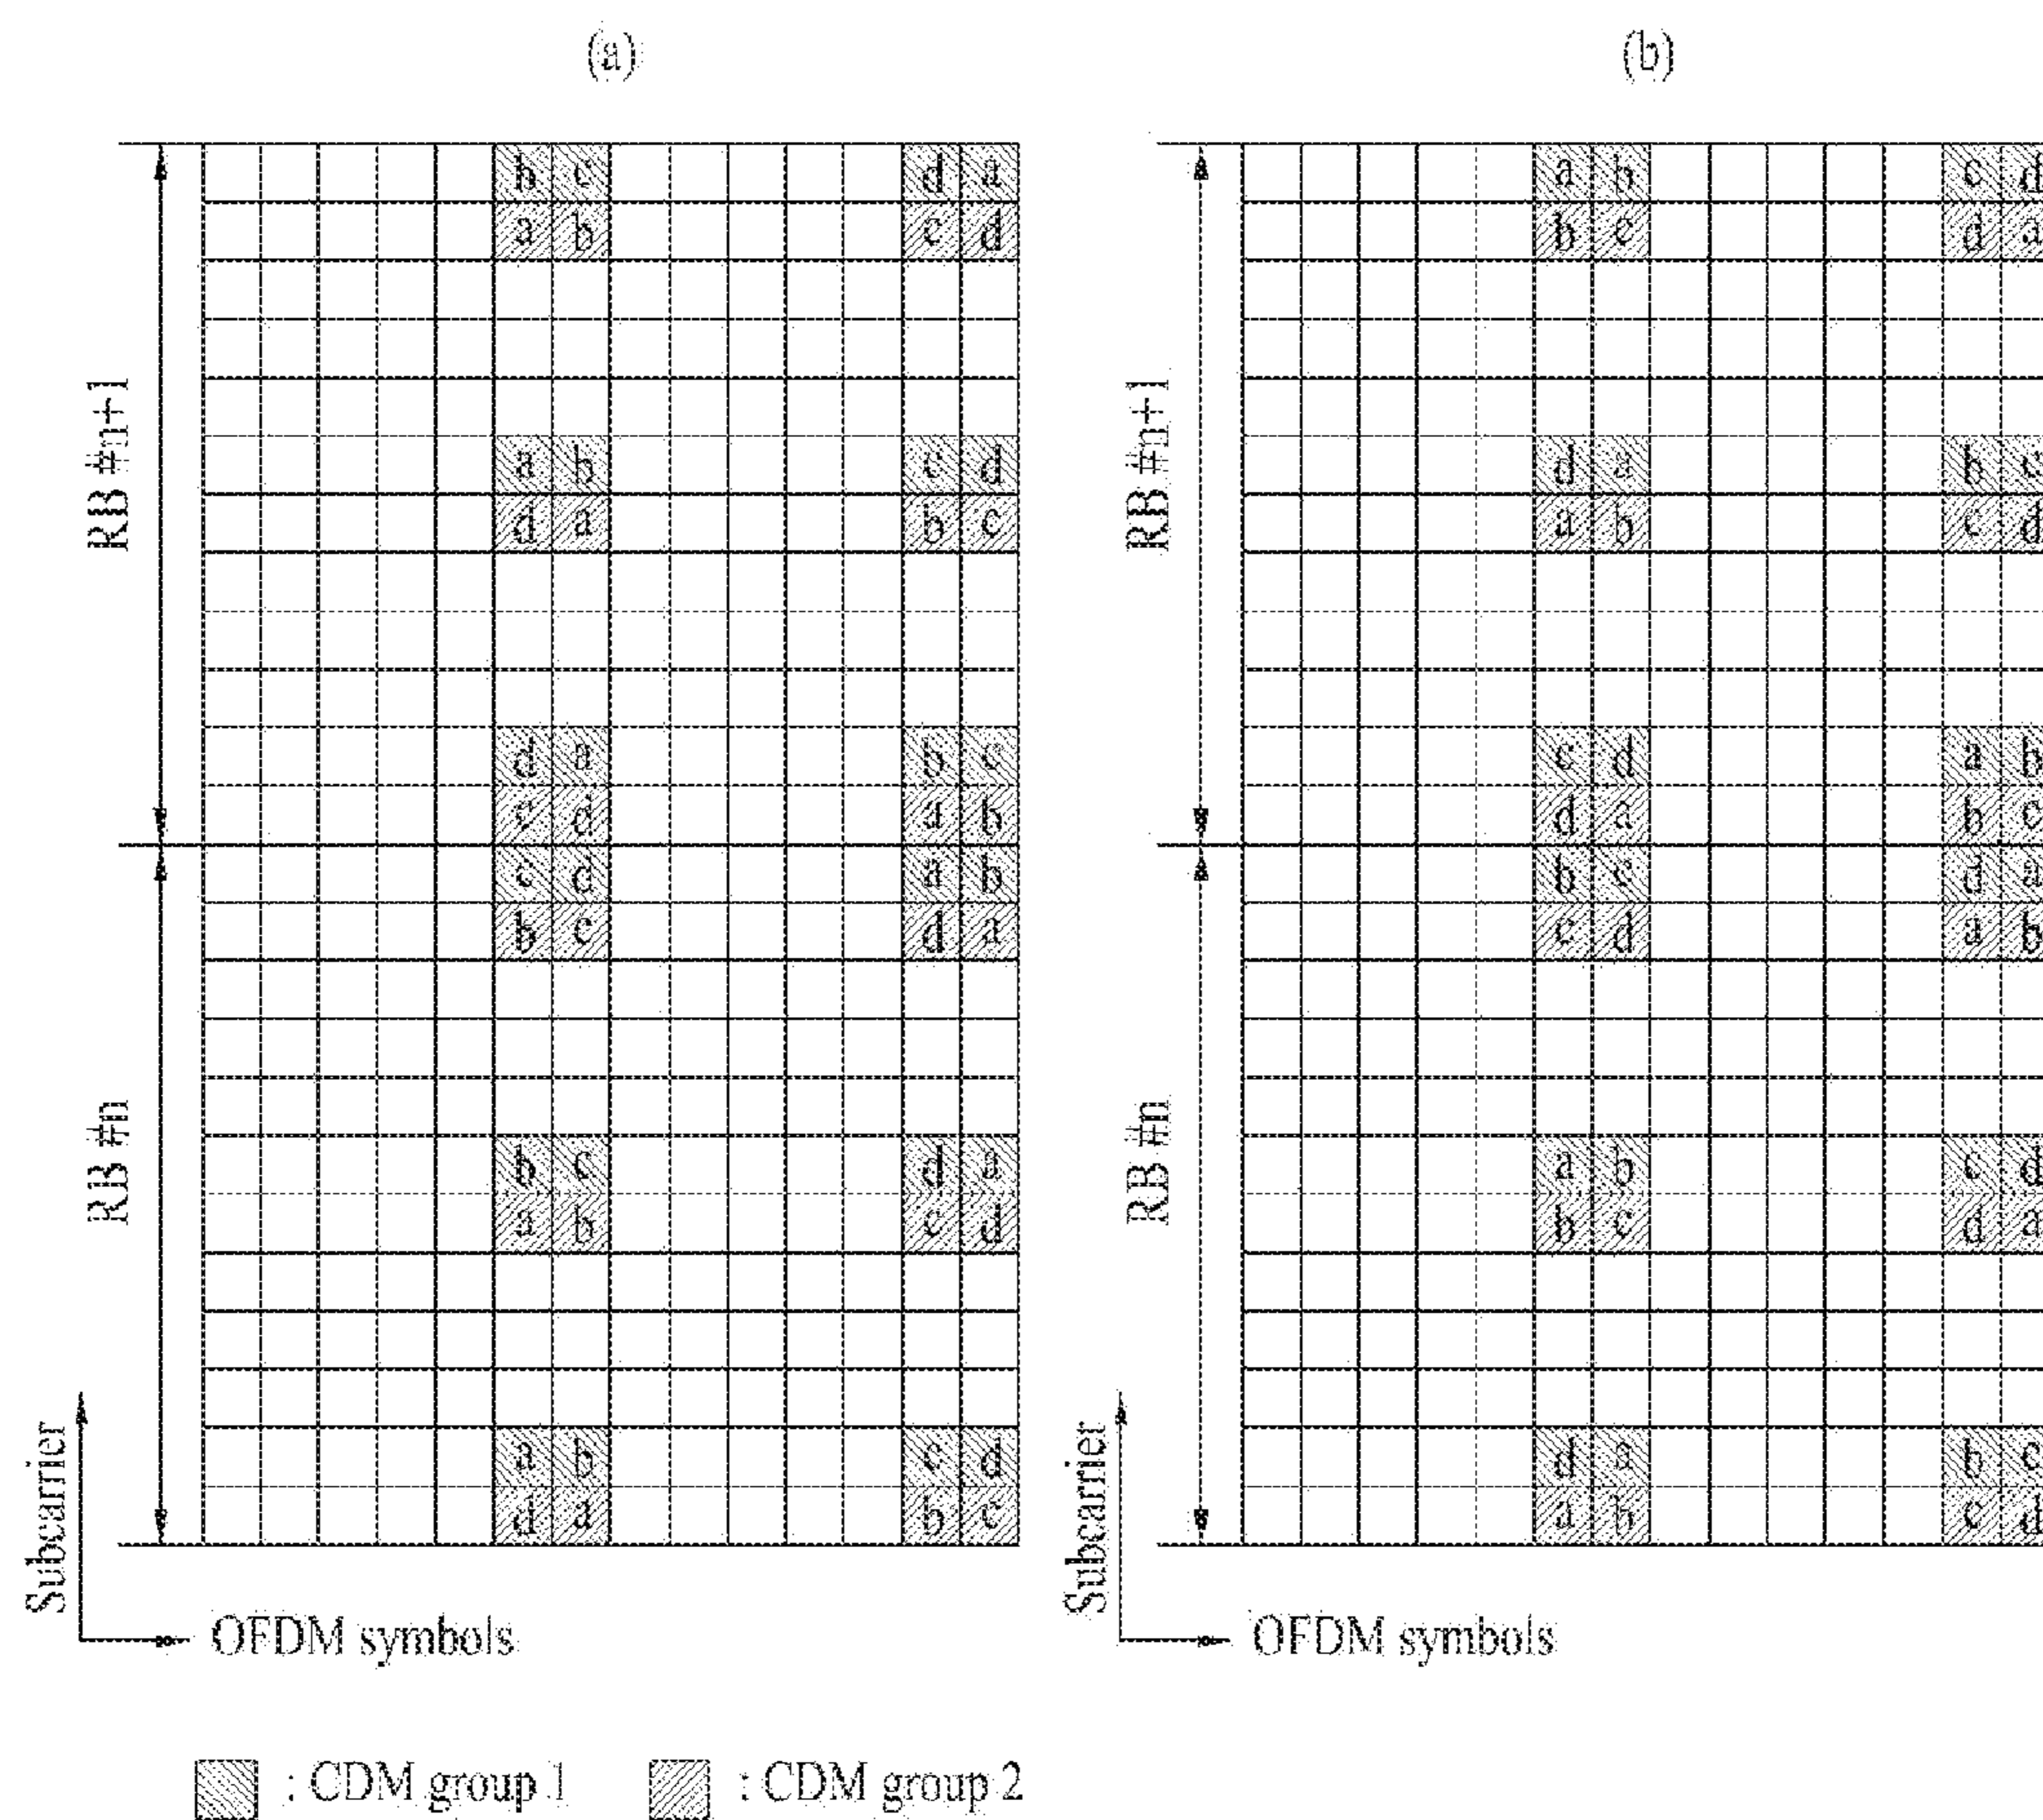 (a) (b)
b c d a a b c d
a b c d b c d a
RB #n+1 RB #n+1
a b c d d a b c
d a b c a b c d
d a b c c d a b
c d a b d a b c
c d a b b c d a
b c d a c d a b
RB #n RB #n
b c d a a b c d
a b c d b c d a
a b c d d a b c
d a b c a b c d
Subcarrier Subcarrier
OFDM symbols OFDM symbols
: CDM group 1 : CDM group 2